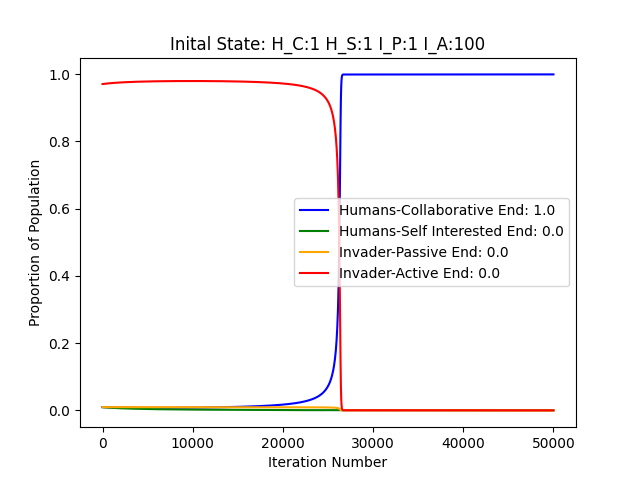 Inital State: H_C:1 H_S:1 I_P:1 I_A:100
Proportion of Population
1.0
0.8
0.6
0.4
0.2
0.0
Humans-Collaborative End: 1.0
Humans-Self Interested End: 0.0
Invader-Passive End: 0.0
Invader-Active End: 0.0
0 10000 20000 30000 40000 50000
Iteration Number